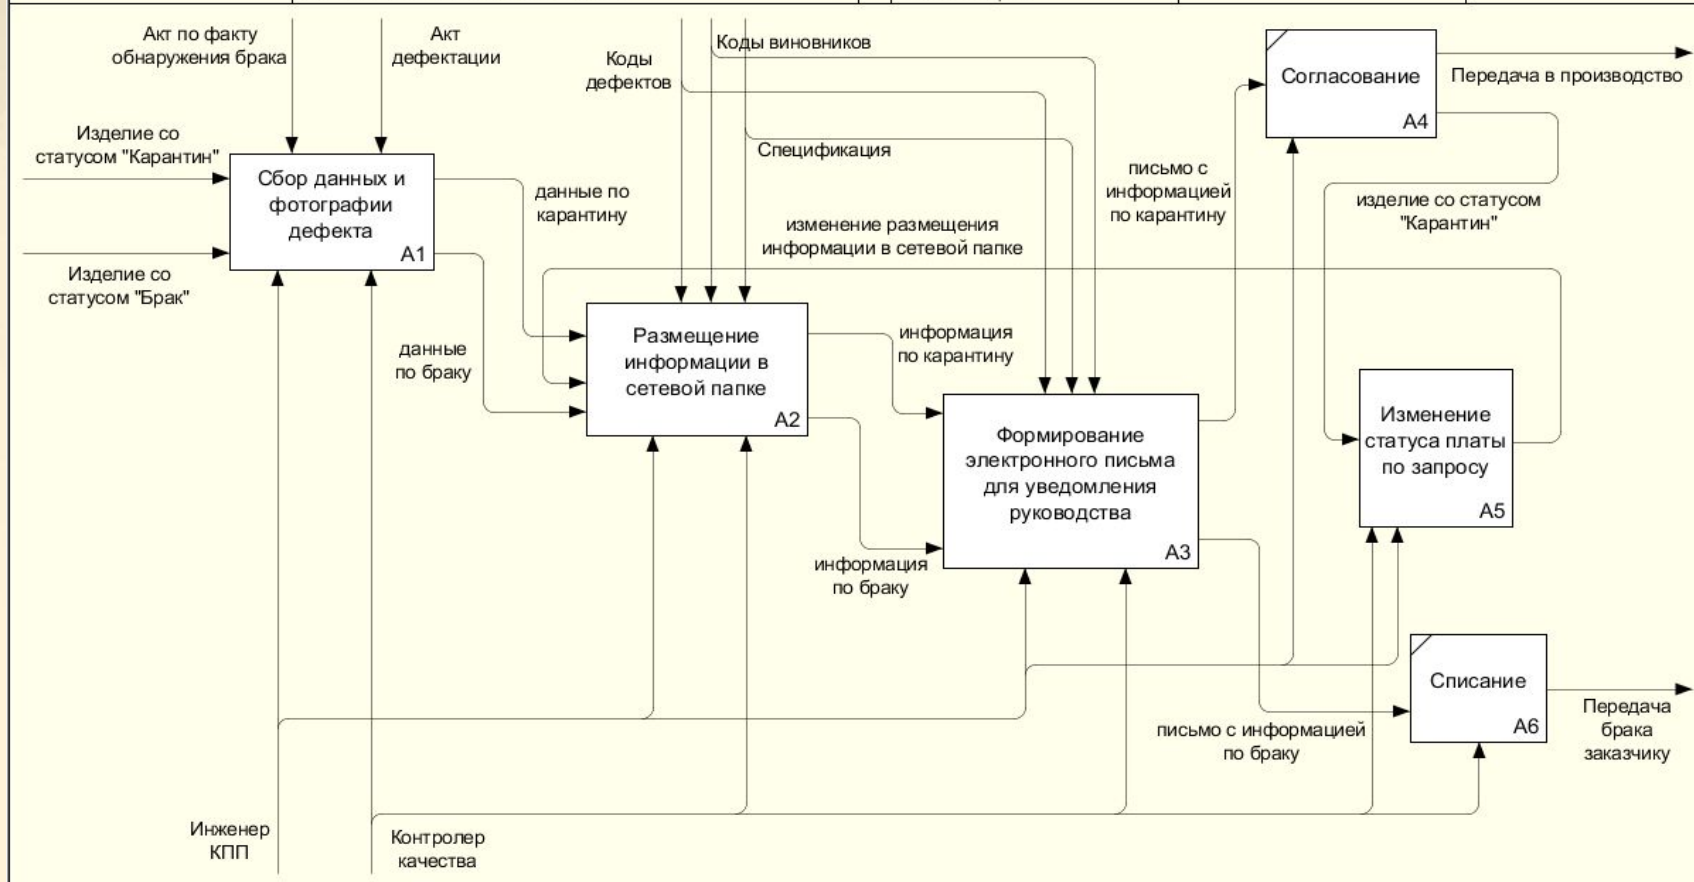 Акт по факту
обнаружения брака
Акт
дефектации
Коды
дефектов
Коды виновников
Спецификация
Изделие со
статусом "Карантин"
Изделие со
статусом "Брак"
Сбор данных и
фотографии
дефекта
A1
данные по
карантину
данные
по браку
изменение размещения
информации в сетевой папке
Размещение
информации в
сетевой папке
A2
информация
по карантину
информация
по браку
Формирование
электронного письма
для уведомления
руководства
A3
письмо с
информацией
по карантину
Согласование
A4
Передача в производство
изделие со статусом
"Карантин"
Изменение
статуса платы
по запросу
A5
письмо с информацией
по браку
Списание
A6
Передача
брака
заказчику
Инженер
КПП
Контролер
качества